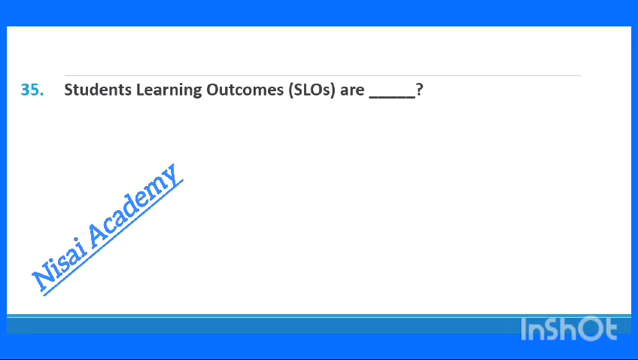 35. Students Learning Outcomes (SLOs) are _____?
Nisai Academy
InShOt